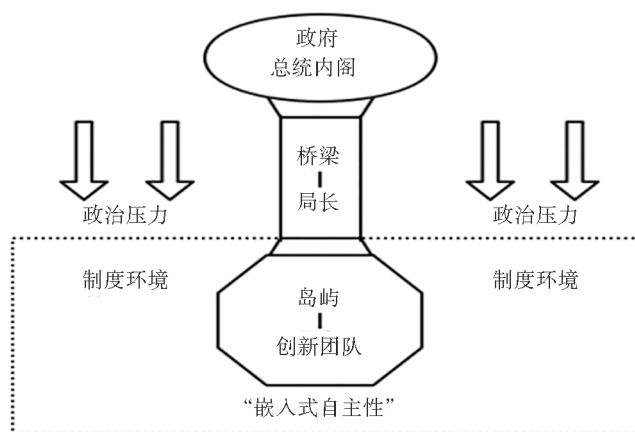 政府
总统内阁
桥梁
局长
政治压力
政治压力
制度环境
制度环境
岛屿
创新团队
“嵌入式自主性”